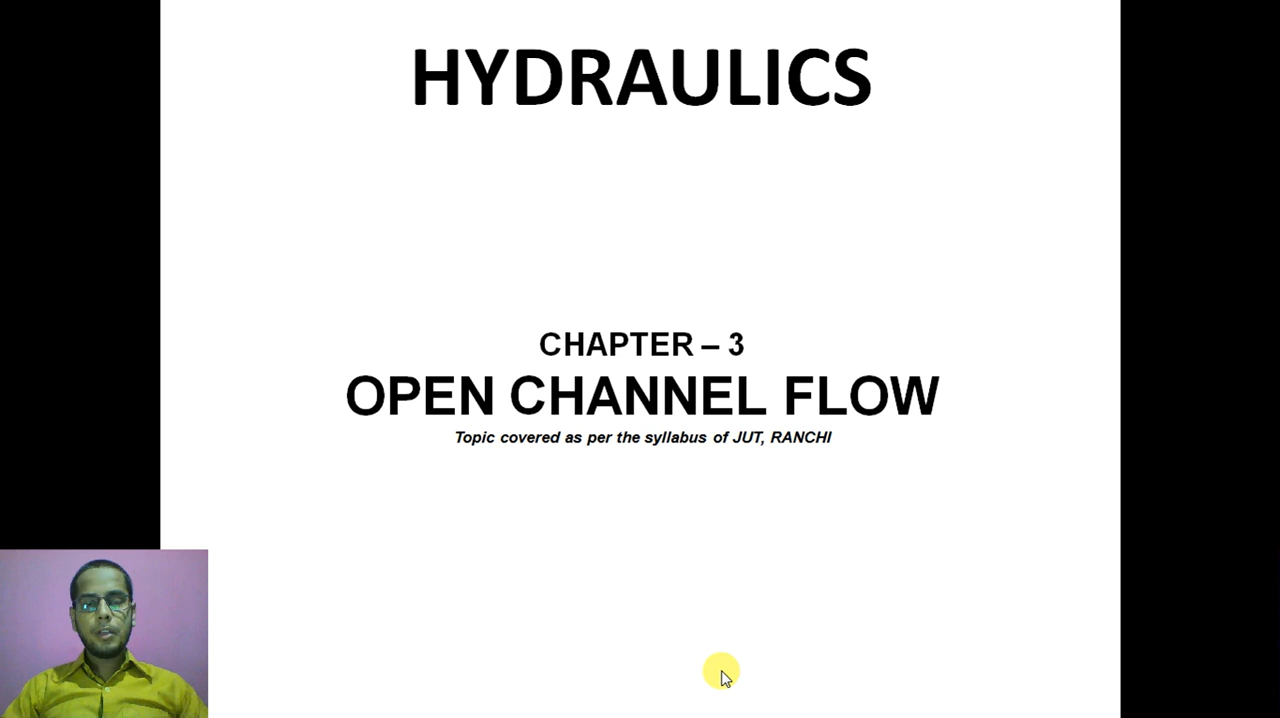 HYDRAULICS
CHAPTER – 3
OPEN CHANNEL FLOW
Topic covered as per the syllabus of JUT, RANCHI